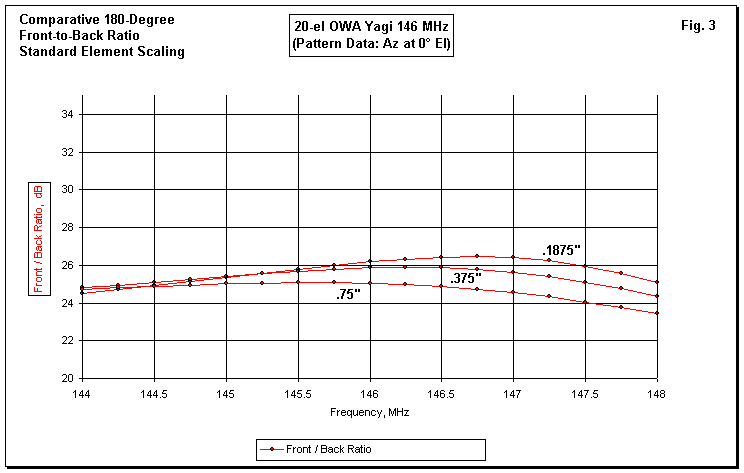 Comparative 180-Degree
Front-to-Back Ratio
Standard Element Scaling
20-el OWA Yagi 146 MHz
(Pattern Data: Az at 0° El)
Fig. 3
34
32
30
28
26
24
22
20
Front / Back Ratio, dB
.1875"
.375"
.75"
144
144.5
145
145.5
146
146.5
147
147.5
148
Frequency, MHz
Front / Back Ratio